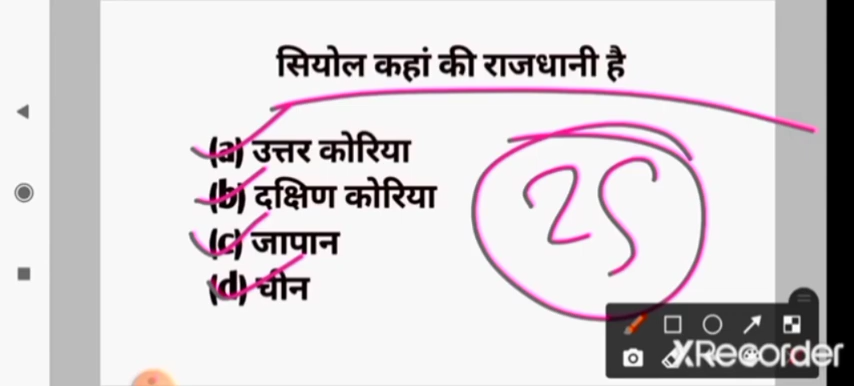 सियोल कहां की राजधानी है
(a) उत्तर कोरिया
(b) दक्षिण कोरिया
(c) जापान
(d) चीन
25
XRecorder